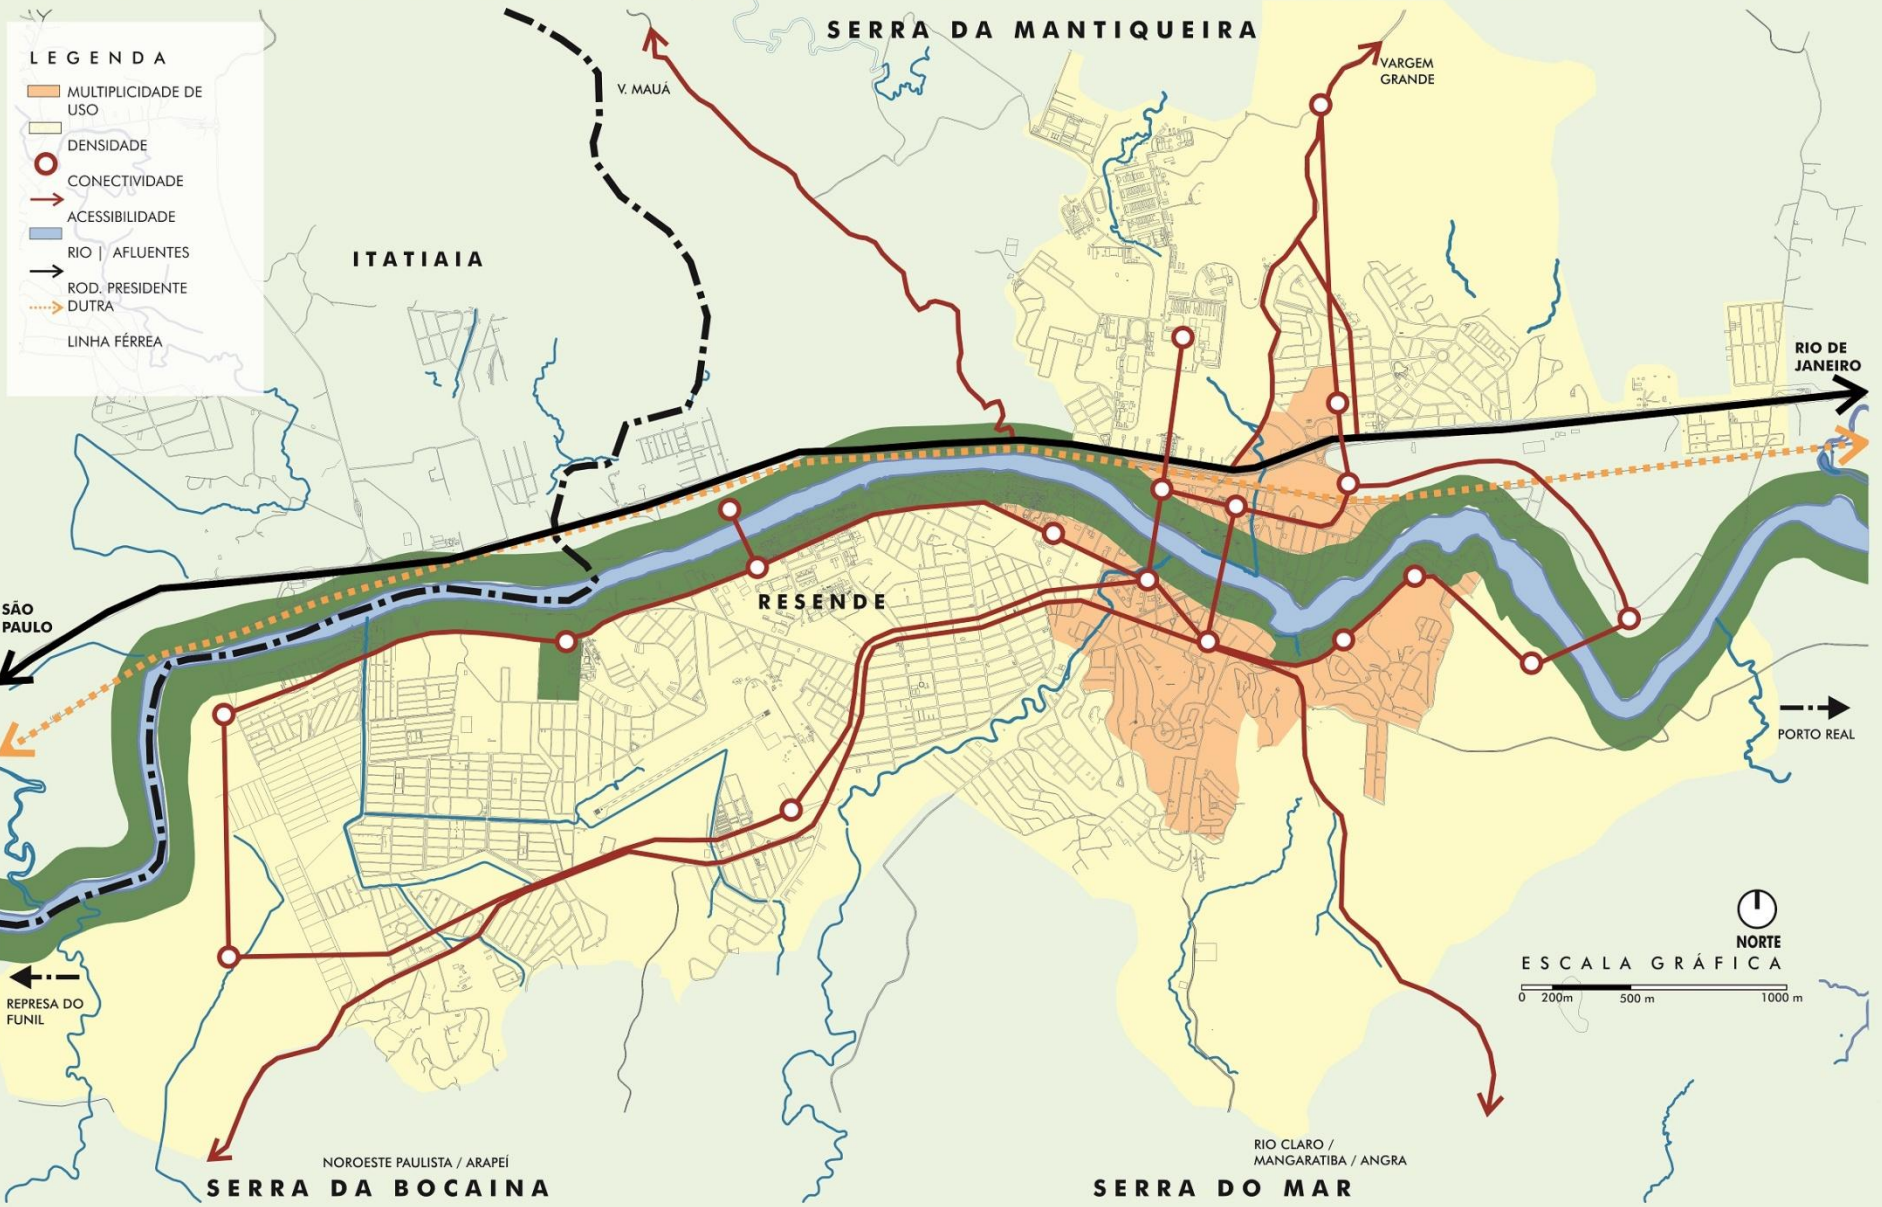 SERRA DA MANTIQUEIRA
LEGENDA
MULTIPLICIDADE DE
USO
DENSIDADE
CONECTIVIDADE
ACESSIBILIDADE
RIO | AFLUENTES
ROD. PRESIDENTE
DUTRA
LINHA FÉRREA
V. MAUÁ
VARGEM
GRANDE
ITATIAIA
RIO DE
JANEIRO
SÃO
PAULO
RESENDE
PORTO REAL
NORTE
ESCALA GRÁFICA
0 200m 500 m 1000 m
REPRESA DO
FUNIL
NOROESTE PAULISTA / ARAPEÍ
SERRA DA BOCAINA
RIO CLARO /
MANGARATIBA / ANGRA
SERRA DO MAR